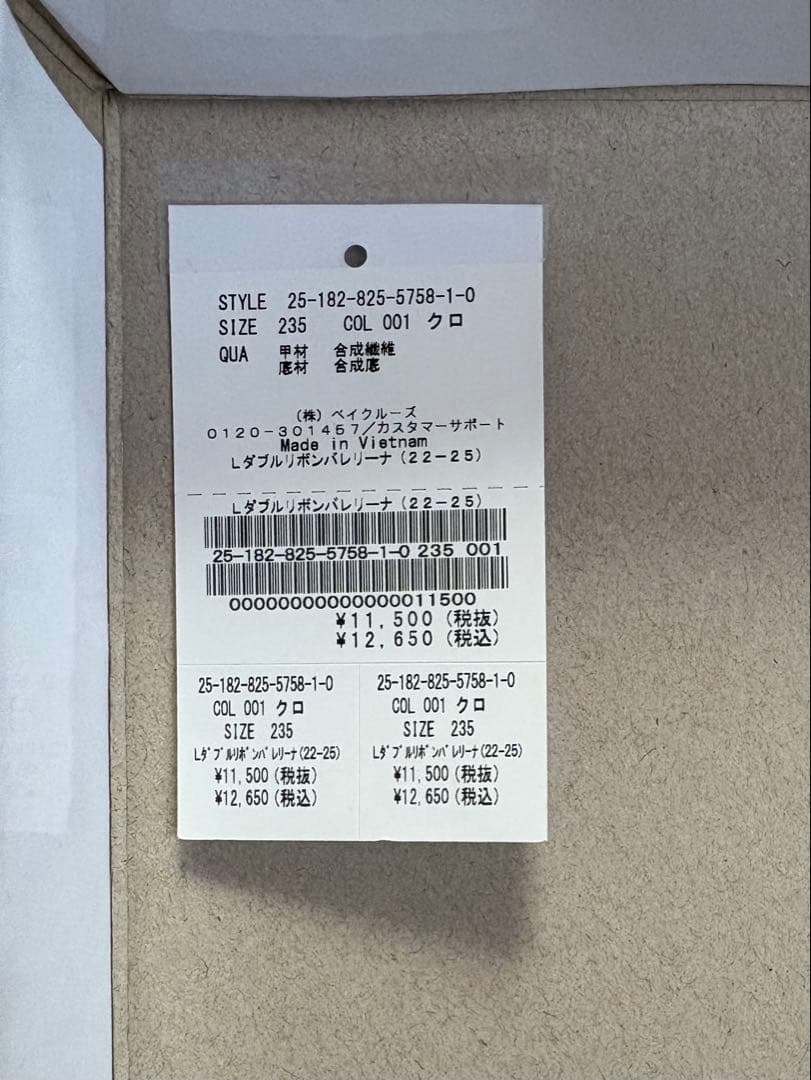 STYLE 25-182-825-5758-1-0
SIZE 235 COL 001 クロ
QUA 甲材 合成繊維
底材 合成底
(株) ベイクルーズ
0120-301457/カスタマーサポート
Made in Vietnam
Lダブルリボンバレリーナ(22-25)
Lダブルリボンバレリーナ(22-25)
25-182-825-5758-1-0 235 001
000000000000000011500
¥11,500(税抜)
¥12,650(税込)
25-182-825-5758-1-0
COL 001 クロ
SIZE 235
Lダブルリボンバレリーナ(22-25)
¥11,500(税抜)
¥12,650(税込)
25-182-825-5758-1-0
COL 001 クロ
SIZE 235
Lダブルリボンバレリーナ(22-25)
¥11,500(税抜)
¥12,650(税込)